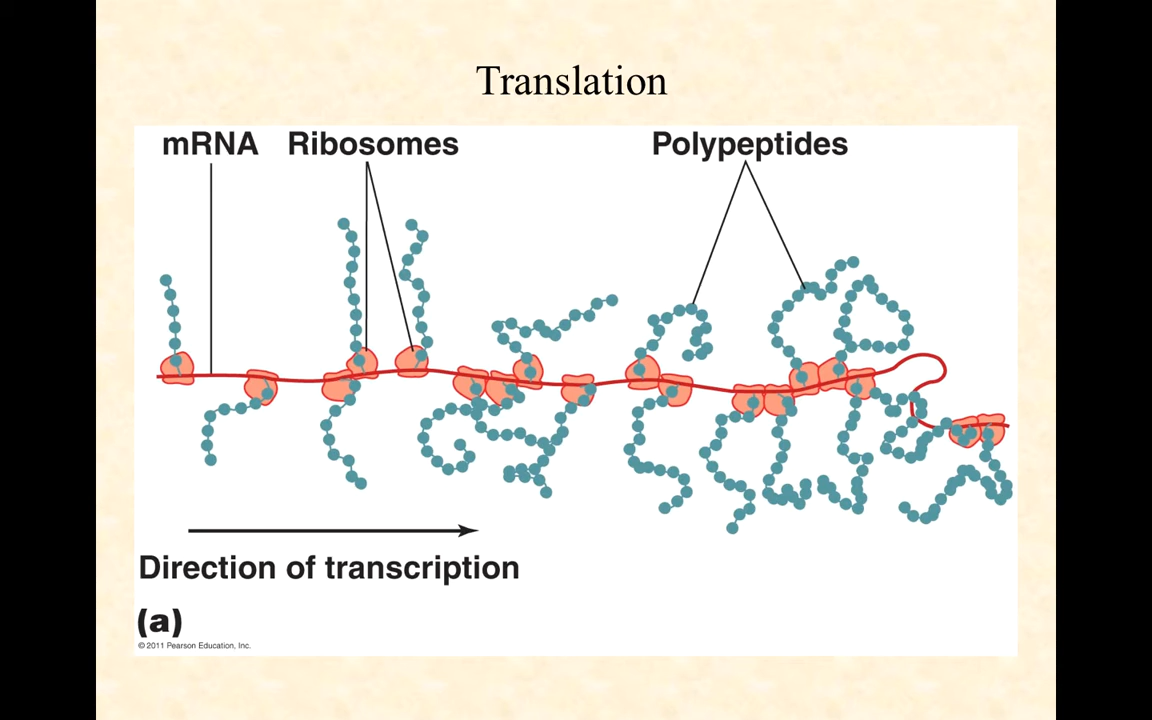 Translation
mRNA Ribosomes Polypeptides
Direction of transcription
(a)
© 2011 Pearson Education, Inc.